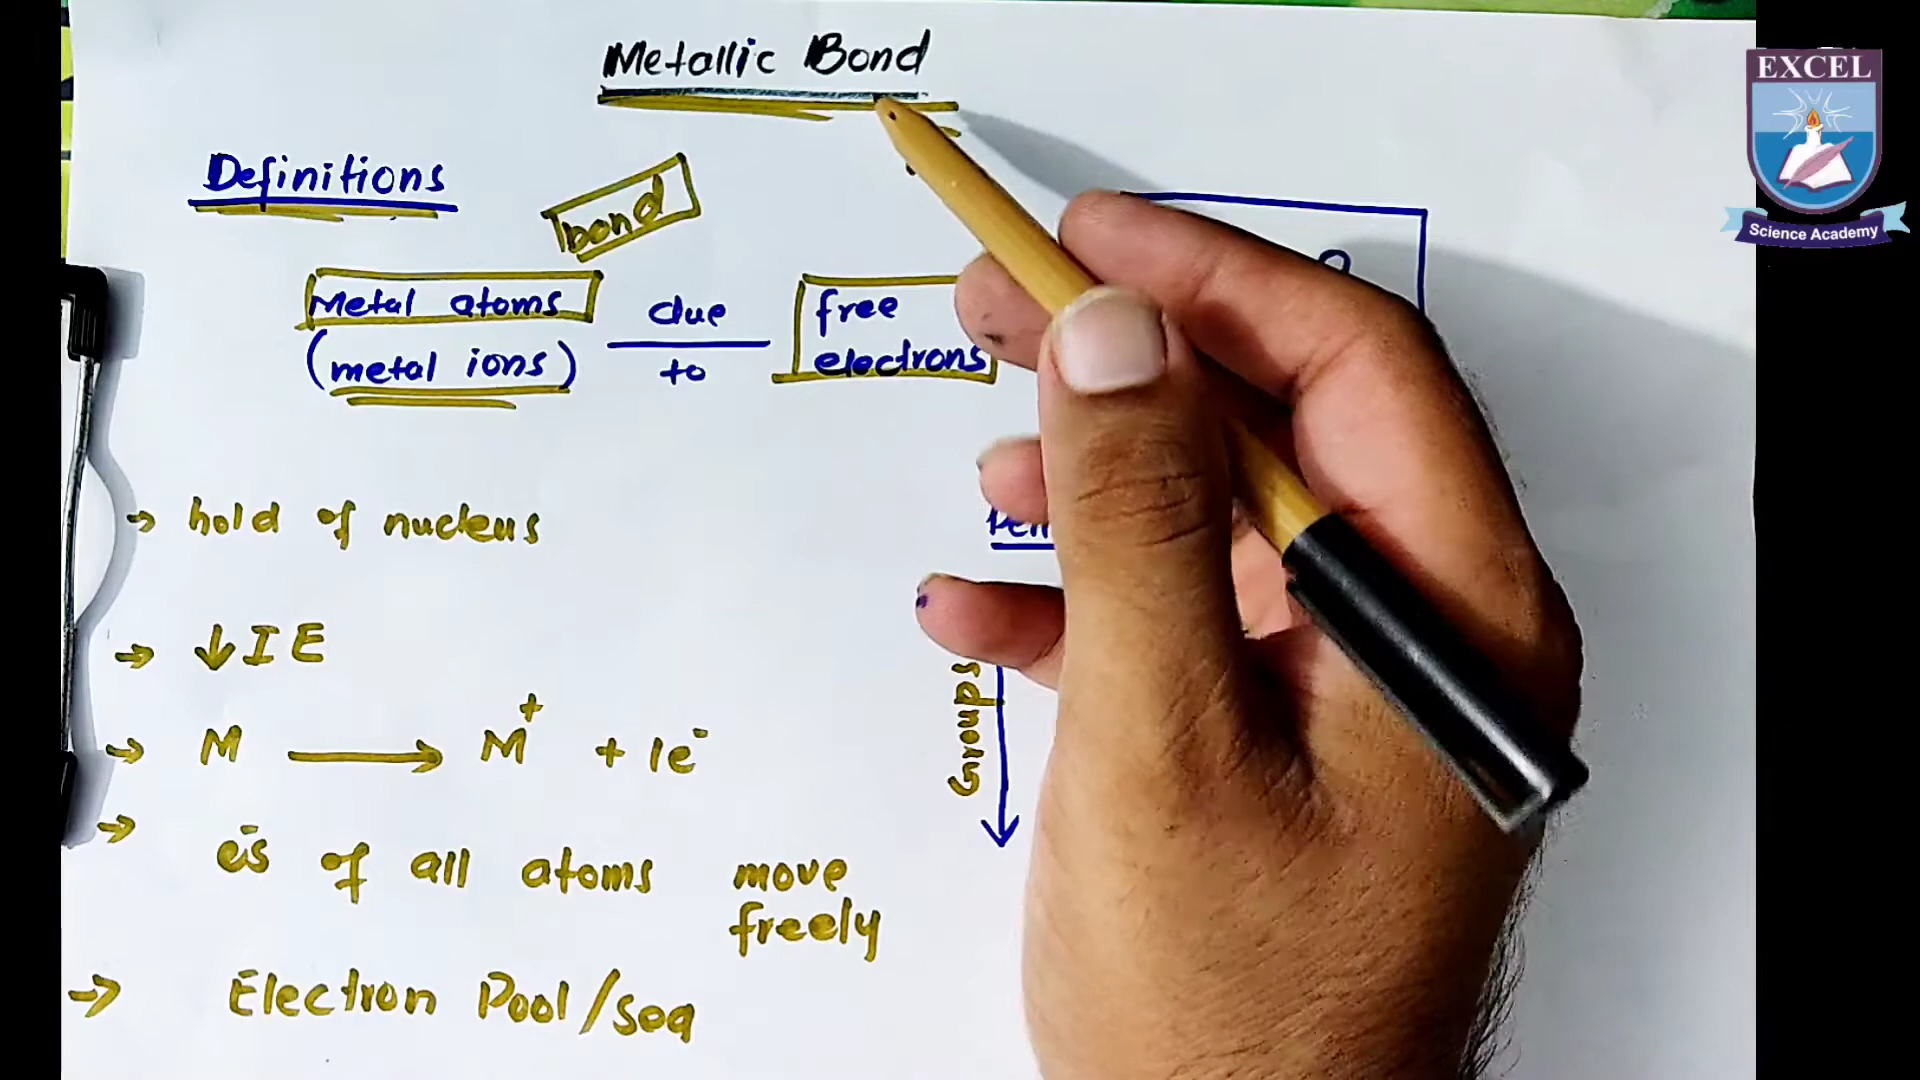 Metallic Bond
EXCEL
Science Academy
Definitions
bond
Metal atoms
(metal ions)
due
to
free
electrons
→ hold of nucleus
→ ↓IE
Groups
→ M ⟶ M⁺ + 1e⁻
→ e⁻s of all atoms move
freely
→ Electron Pool/sea